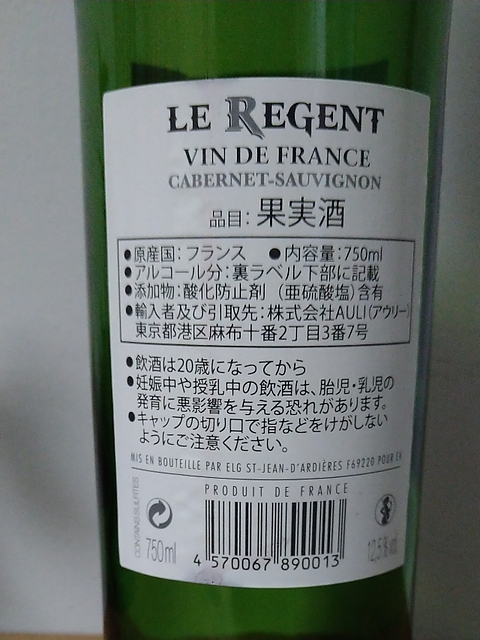 LE REGENT
VIN DE FRANCE
CABERNET-SAUVIGNON
品目:果実酒
●原産国:フランス ●内容量:750ml
●アルコール分:裏ラベル下部に記載
●添加物:酸化防止剤(亜硫酸塩)含有
●輸入者及び引取先:株式会社AULI(アウリー)
東京都港区麻布十番2丁目3番7号
●飲酒は20歳になってから
●妊娠中や授乳中の飲酒は、胎児・乳児の
発育に悪影響を与える恐れがあります。
●キャップの切り口で指などをけがしない
ようにご注意ください。
MIS EN BOUTEILLE PAR ELG ST-JEAN-D'ARDIÈRES F69220 POUR EH
PRODUIT DE FRANCE
CONTAINS SULFITES
750ml
4 570067 890013
12,5% vol